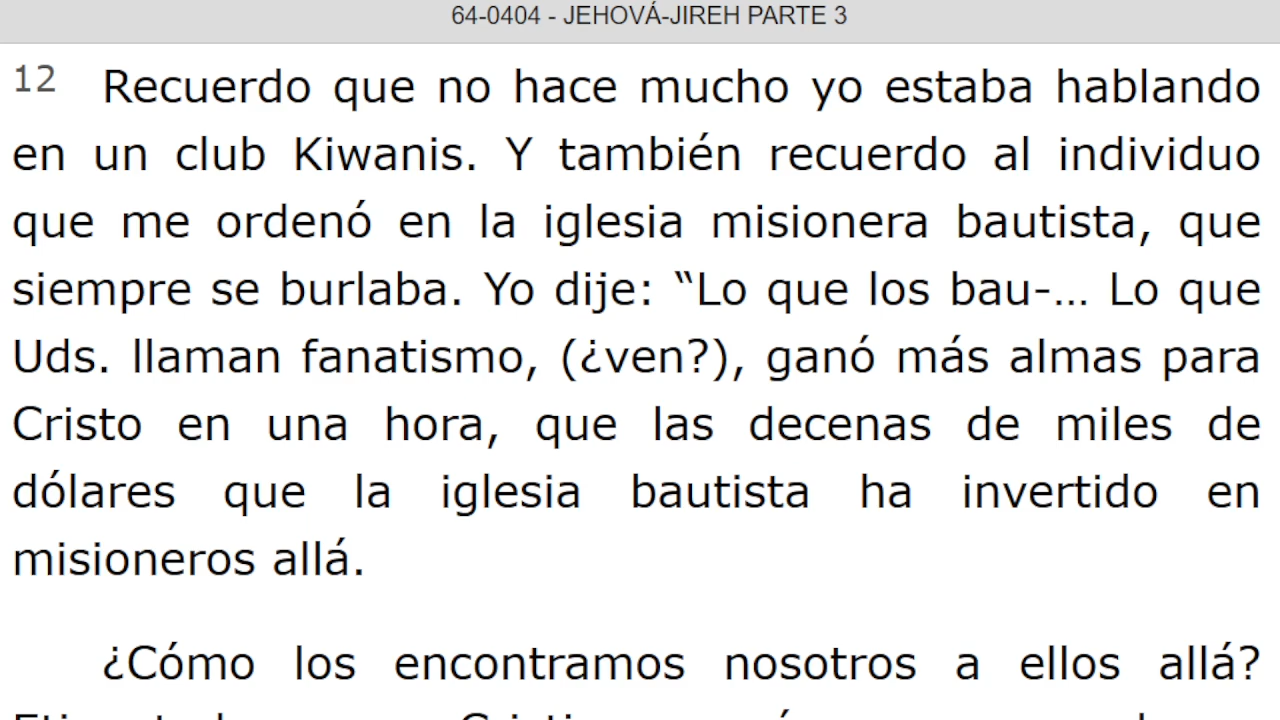 64-0404 - JEHOVÁ-JIREH PARTE 3
12 Recuerdo que no hace mucho yo estaba hablando
en un club Kiwanis. Y también recuerdo al individuo
que me ordenó en la iglesia misionera bautista, que
siempre se burlaba. Yo dije: “Lo que los bau-… Lo que
Uds. llaman fanatismo, (¿ven?), ganó más almas para
Cristo en una hora, que las decenas de miles de
dólares que la iglesia bautista ha invertido en
misioneros allá.
¿Cómo los encontramos nosotros a ellos allá?